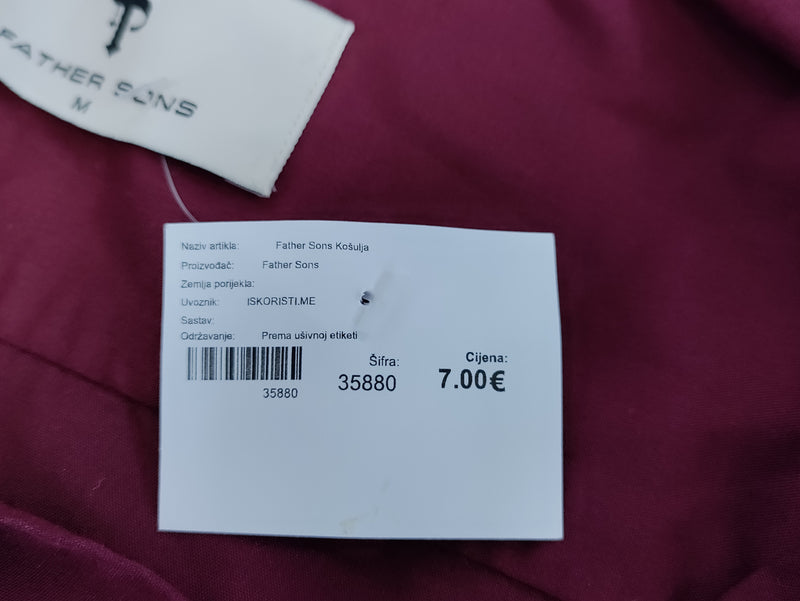 FATHER SONS
M
Naziv artikla: Father Sons Košulja
Proizvođač: Father Sons
Zemlja porijekla:
Uvoznik: ISKORISTI.ME
Sastav:
Održavanje: Prema ušivnoj etiketi
35880
Šifra:
35880
Cijena:
7.00€